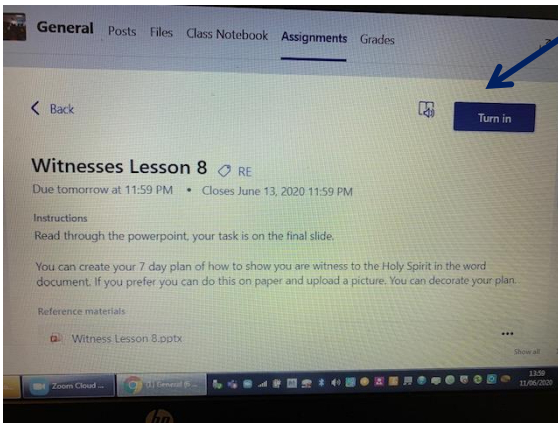 General Posts Files Class Notebook Assignments Grades
Back
Turn in
Witnesses Lesson 8 RE
Due tomorrow at 11:59 PM • Closes June 13, 2020 11:59 PM
Instructions
Read through the powerpoint, your task is on the final slide.
You can create your 7 day plan of how to show you are witness to the Holy Spirit in the word
document. If you prefer you can do this on paper and upload a picture. You can decorate your plan.
Reference materials
Witness Lesson 8.pptx
Show all
Zoom Cloud ...
General
13:59
11/06/2020
hp